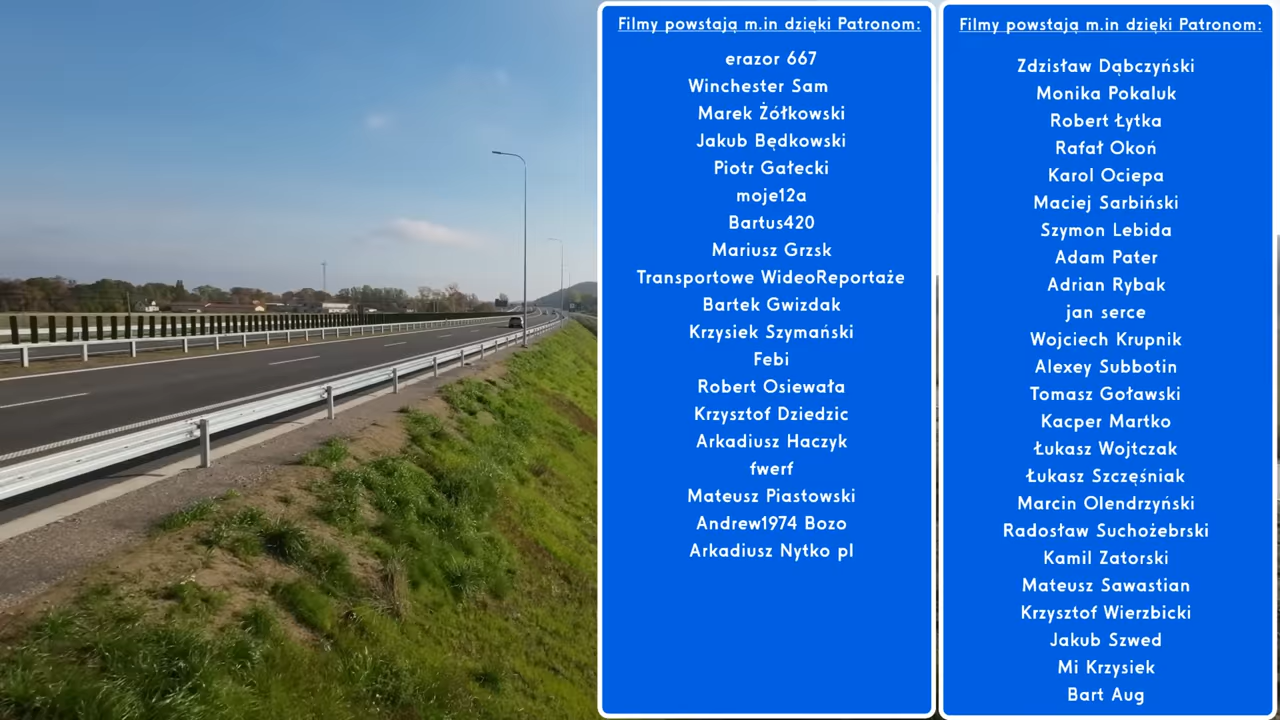 Filmy powstają m.in dzięki Patronom:
erazor 667
Winchester Sam
Marek Żółkowski
Jakub Będkowski
Piotr Gałecki
moje12a
Bartus420
Mariusz Grzsk
Transportowe WideoReportaże
Bartek Gwizdak
Krzysiek Szymański
Febi
Robert Osiewała
Krzysztof Dziedzic
Arkadiusz Haczyk
fwerf
Mateusz Piastowski
Andrew1974 Bozo
Arkadiusz Nytko pl
Filmy powstają m.in dzięki Patronom:
Zdzisław Dąbczyński
Monika Pokaluk
Robert Łytka
Rafał Okoń
Karol Ociepa
Maciej Sarbiński
Szymon Lebida
Adam Pater
Adrian Rybak
jan serce
Wojciech Krupnik
Alexey Subbotin
Tomasz Goławski
Kacper Martko
Łukasz Wojtczak
Łukasz Szczęśniak
Marcin Olendrzyński
Radosław Suchożebrski
Kamil Zatorski
Mateusz Sawastian
Krzysztof Wierzbicki
Jakub Szwed
Mi Krzysiek
Bart Aug